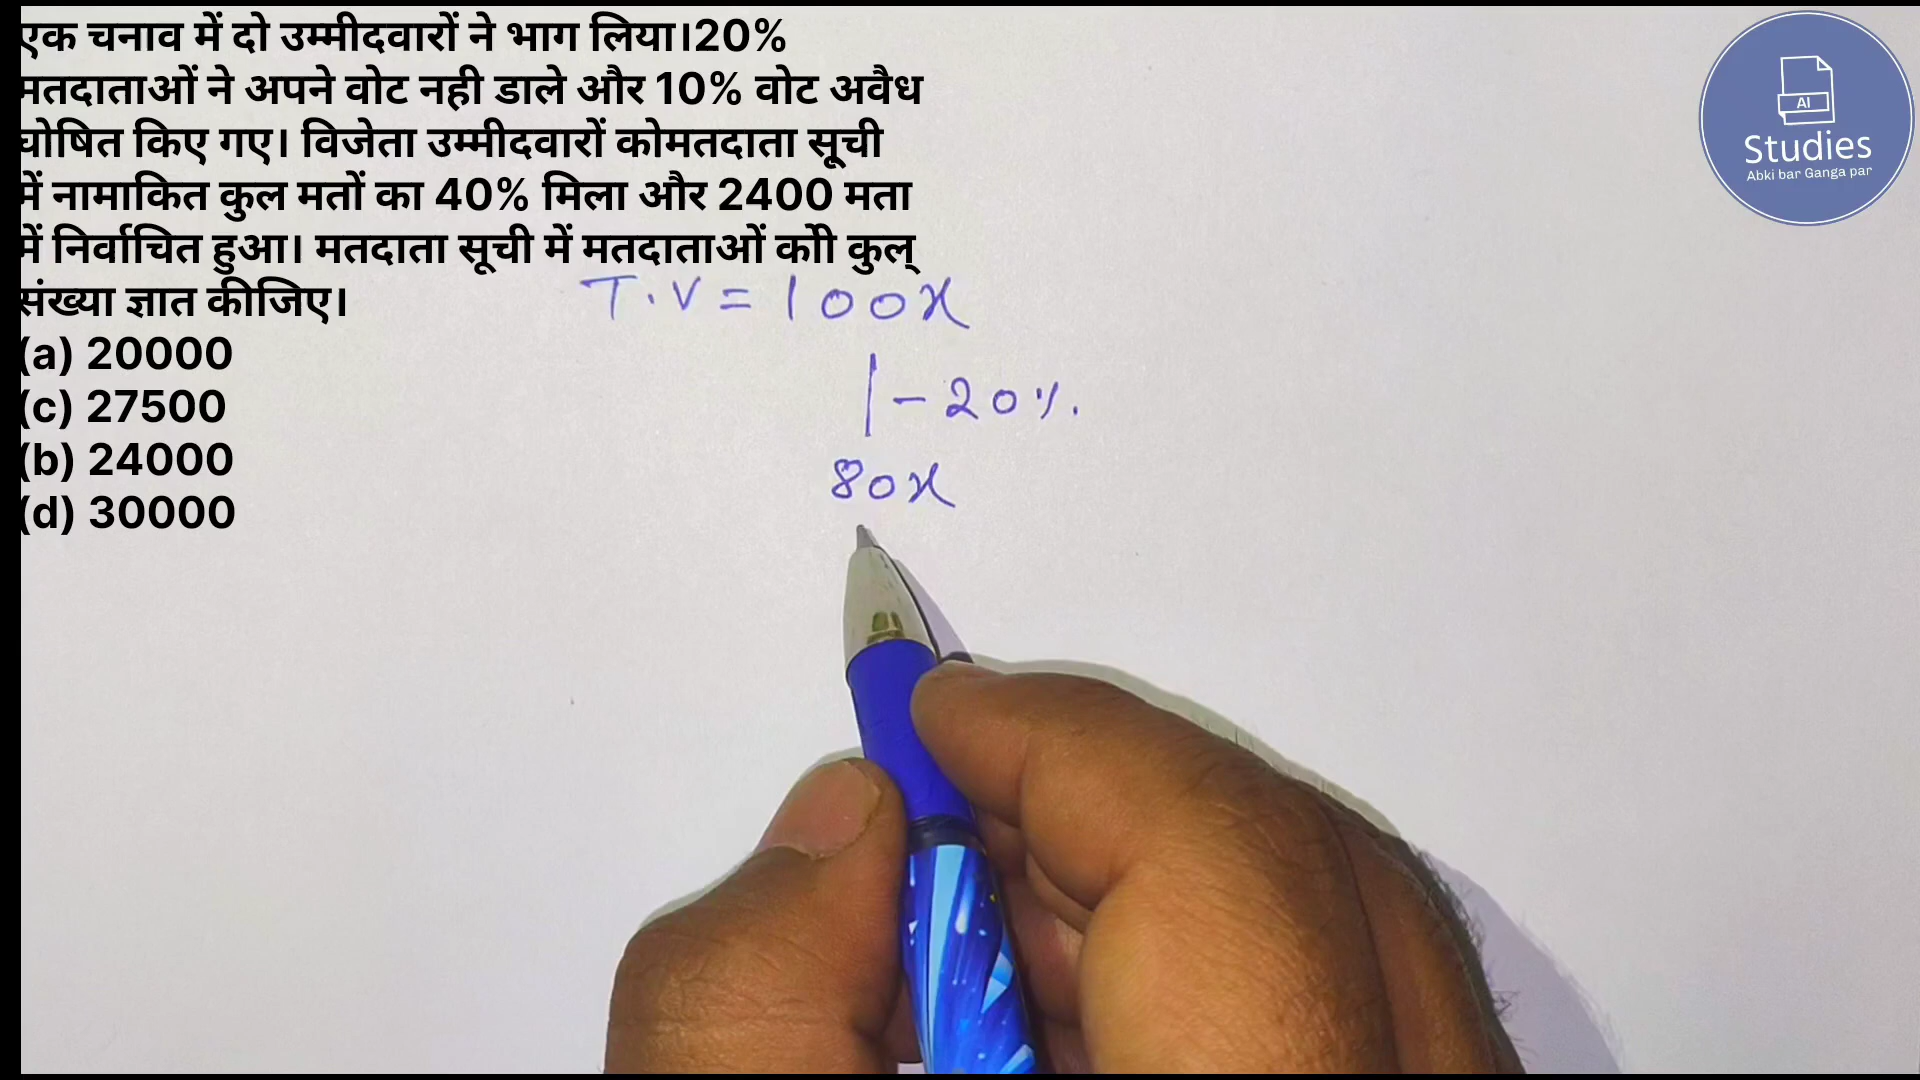 एक चनाव में दो उम्मीदवारों ने भाग लिया।20%
मतदाताओं ने अपने वोट नही डाले और 10% वोट अवैध
घोषित किए गए। विजेता उम्मीदवारों कोमतदाता सूची
में नामाकित कुल मतों का 40% मिला और 2400 मता
में निर्वाचित हुआ। मतदाता सूची में मतदाताओं कोी कुल्
संख्या ज्ञात कीजिए।
(a) 20000
(c) 27500
(b) 24000
(d) 30000
T.V = 100x
-20%.
80x
AI
Studies
Abki bar Ganga par